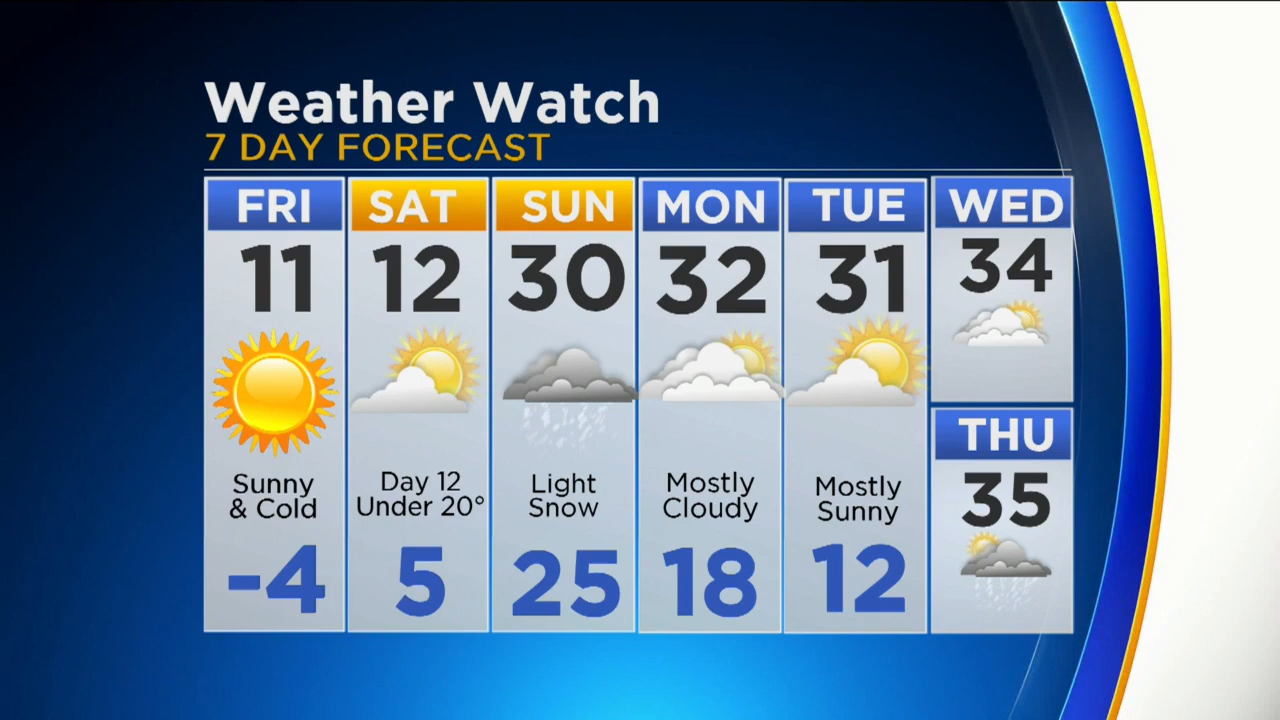 Weather Watch
7 DAY FORECAST
FRI
11
Sunny
& Cold
-4
SAT
12
Day 12
Under 20°
5
SUN
30
Light
Snow
25
MON
32
Mostly
Cloudy
18
TUE
31
Mostly
Sunny
12
WED
34
THU
35